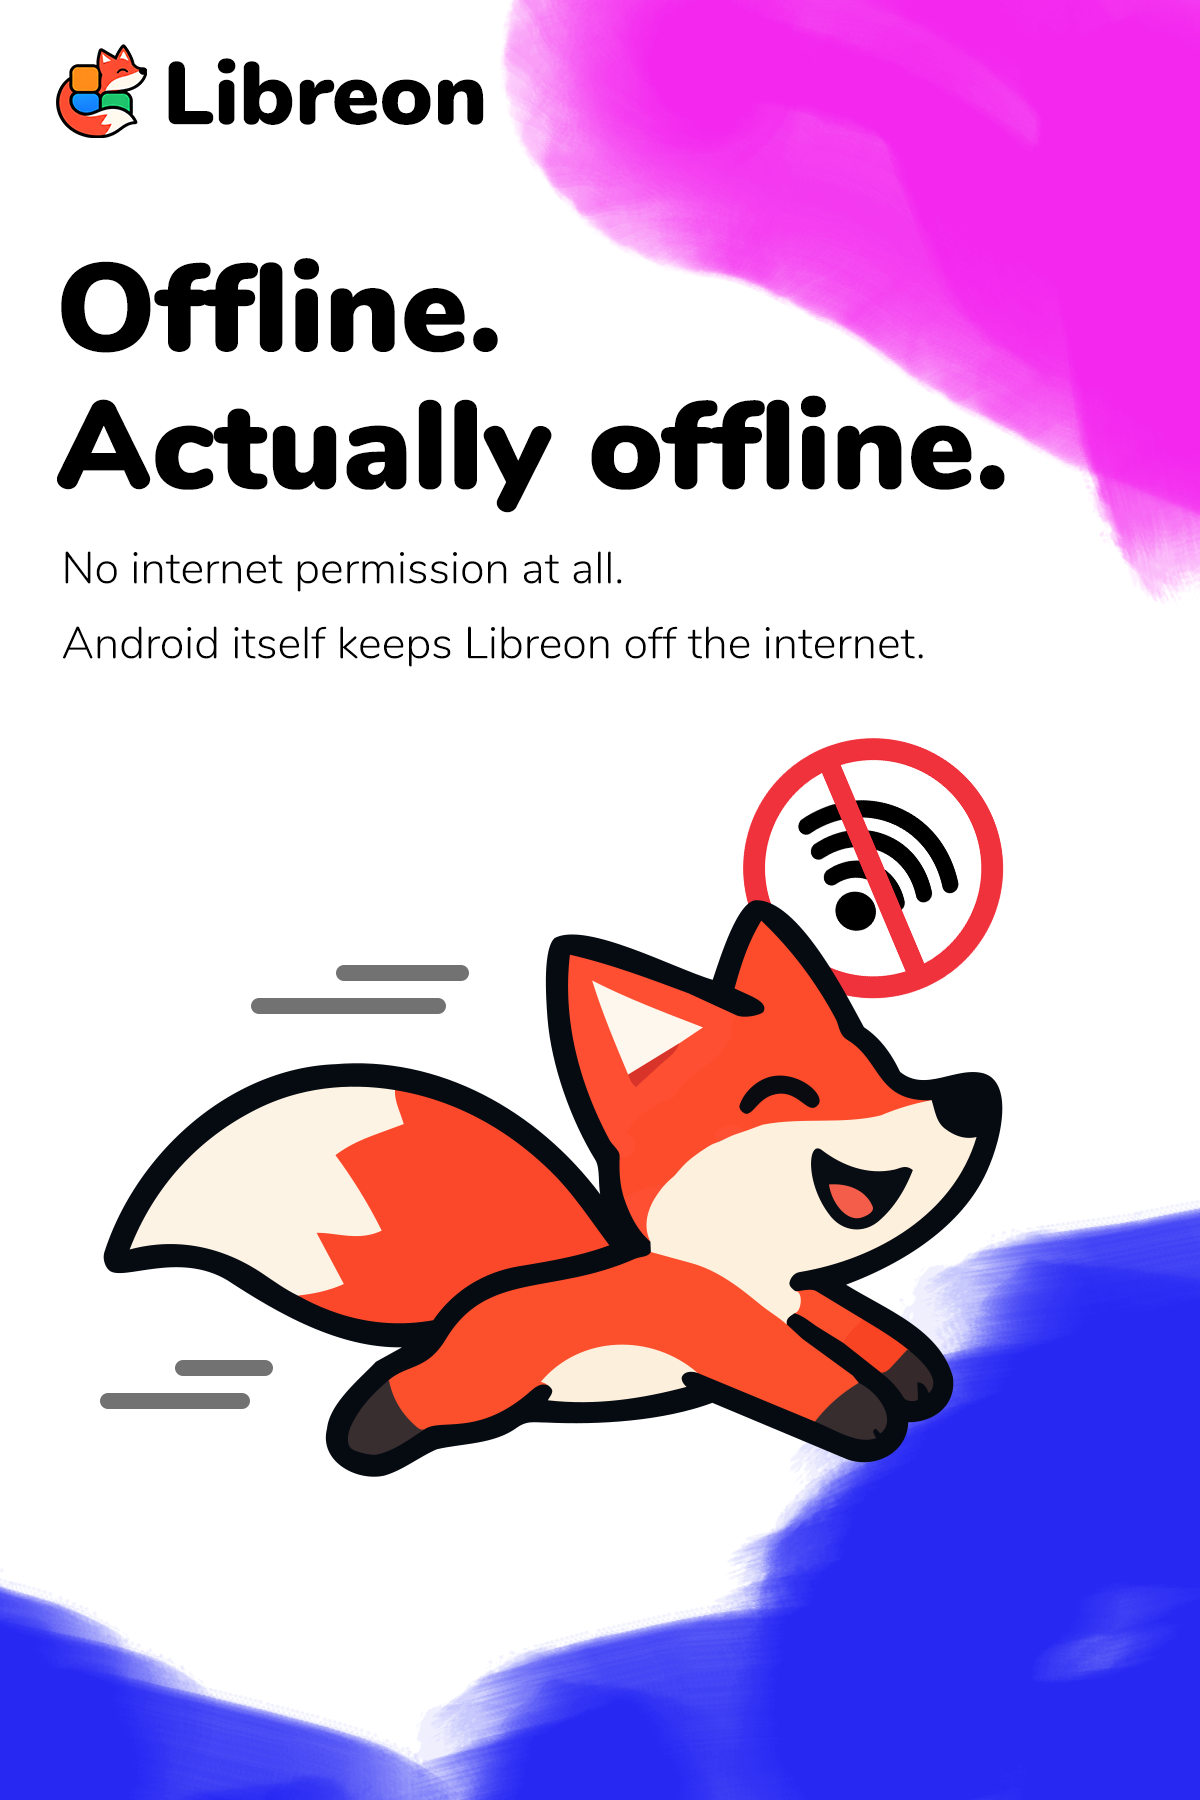 Libreon
Offline.
Actually offline.
No internet permission at all.
Android itself keeps Libreon off the internet.